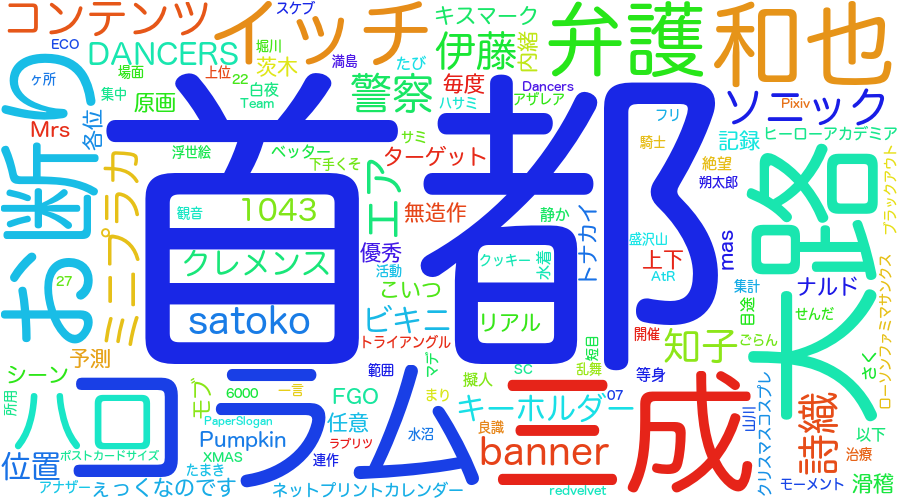 コンテンツ
イッチ
弁護
和也
キスマーク
スケブ
ECO
DANCERS
堀川
満島
伊藤
内緒
たび
お断り
ヶ所
場面
集中
原画
上位
茨木
22
白夜
Team
警察
毎度
ハサミ
Dancers
アザレア
ソニック
Pixiv
Mrs
各位
首都
サミ
フリ
騎士
記録
ヒーローアカデミア
浮世絵
ベッター
下手くそ
ターゲット
絶望
朔太郎
大路
ブラックアウト
ミニプラカ
観音
1043
エア
無造作
静か
トナカイ
盛沢山
mas
クレメンス
優秀
活動
クッキー
水着
上下
AtR
ナルド
27
こいつ
集計
目途
せんだ
satoko
ビキニ
リアル
トライアングル
開催
知子
ごらん
ローソンファミマサンクス
予測
シーン
ハロ
コラム
範囲
マデ
短目
乱舞
SC
等身
さく
所用
モブ
6000
一言
FGO
まり
擬人
成
07
クリスマスコスプレ
詩織
PaperSlogan
任意
キーホルダー
山川
以下
位置
ポストカードサイズ
Pumpkin
ラブリツ
水沼
良識
三
banner
治療
アナザー
たまき
XMAS
連作
えっくなのです
ネットプリントカレンダー
redvelvet
モーメント
滑稽